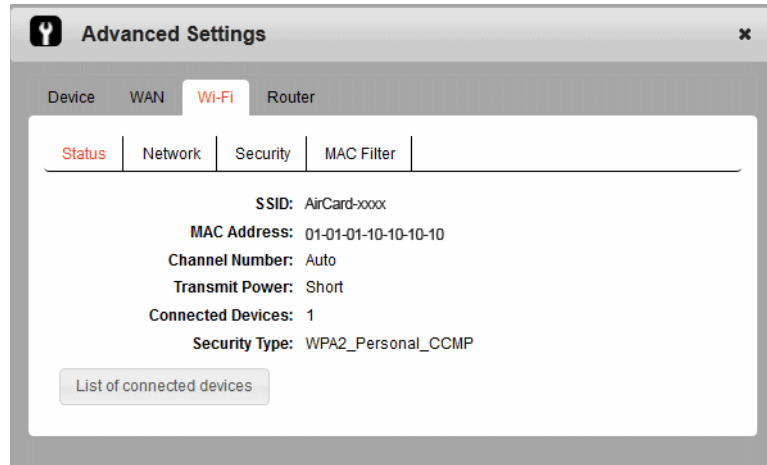 Advanced Settings
Device WAN Wi-Fi Router
Status Network Security MAC Filter
SSID: AirCard-xxxx
MAC Address: 01-01-01-10-10-10-10
Channel Number: Auto
Transmit Power: Short
Connected Devices: 1
Security Type: WPA2_Personal_CCMP
List of connected devices